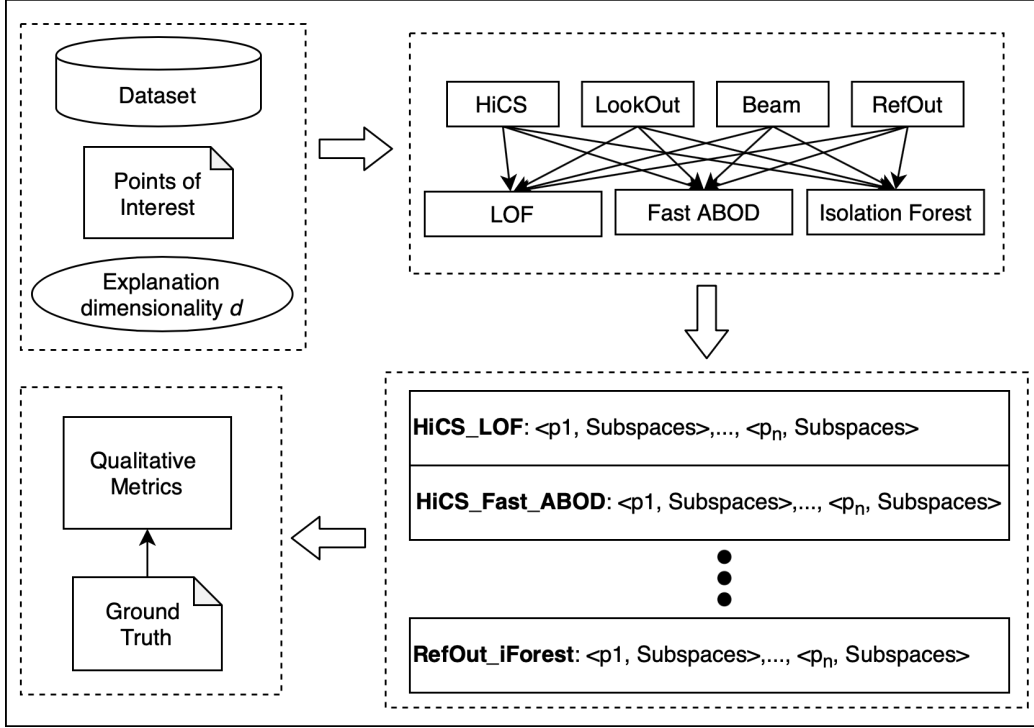 Dataset
Points of
Interest
Explanation
dimensionality d
HiCS
LookOut
Beam
RefOut
LOF
Fast ABOD
Isolation Forest
HiCS_LOF: <p1, Subspaces>,..., <pn, Subspaces>
HiCS_Fast_ABOD: <p1, Subspaces>,..., <pn, Subspaces>
RefOut_iForest: <p1, Subspaces>,..., <pn, Subspaces>
Qualitative
Metrics
Ground
Truth